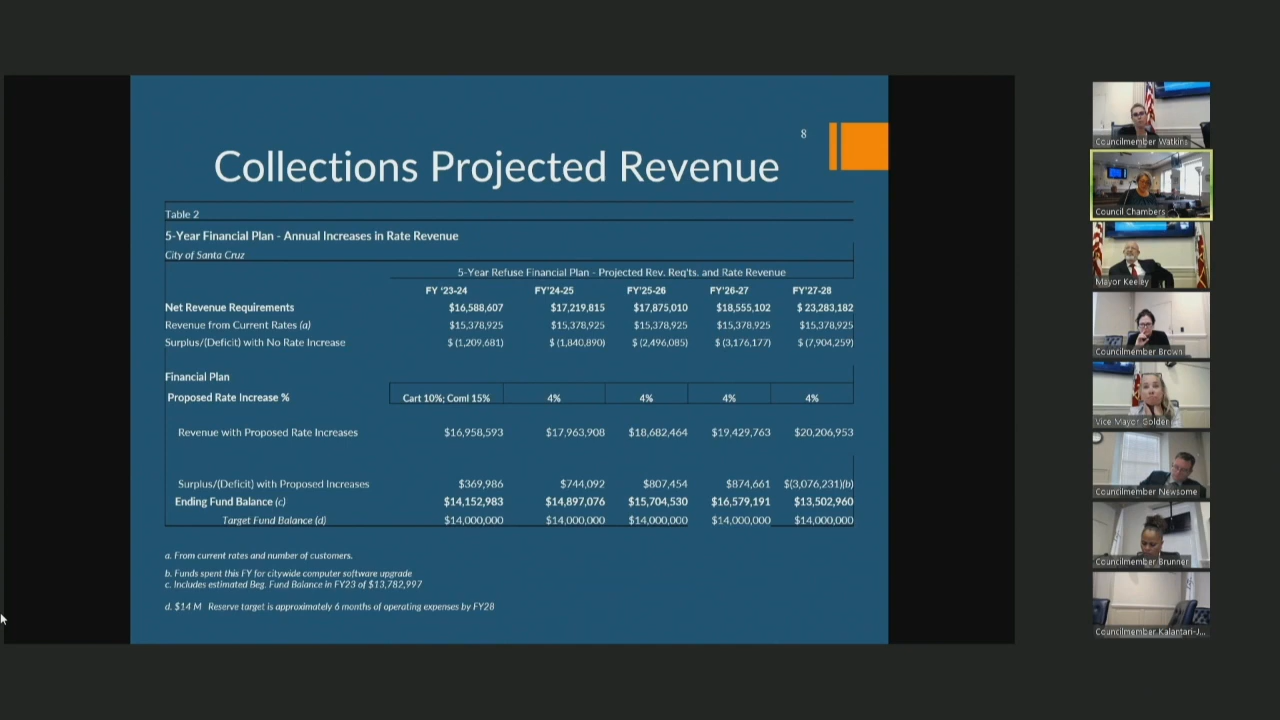 8
Collections Projected Revenue
Table 2
5-Year Financial Plan - Annual Increases in Rate Revenue
City of Santa Cruz
5-Year Refuse Financial Plan - Projected Rev. Req'ts. and Rate Revenue
FY '23-24 FY'24-25 FY'25-26 FY'26-27 FY'27-28
Net Revenue Requirements $16,588,607 $17,219,815 $17,875,010 $18,555,102 $ 23,283,182
Revenue from Current Rates (a) $15,378,925 $15,378,925 $15,378,925 $15,378,925 $15,378,925
Surplus/(Deficit) with No Rate Increase $ (1,209,681) $ (1,840,890) $ (2,496,085) $ (3,176,177) $ (7,904,259)
Financial Plan
Proposed Rate Increase % Cart 10%; Coml 15% 4% 4% 4% 4%
Revenue with Proposed Rate Increases $16,958,593 $17,963,908 $18,682,464 $19,429,763 $20,206,953
Surplus/(Deficit) with Proposed Increases $369,986 $744,092 $807,454 $874,661 $(3,076,231)(b)
Ending Fund Balance (c) $14,152,983 $14,897,076 $15,704,530 $16,579,191 $13,502,960
Target Fund Balance (d) $14,000,000 $14,000,000 $14,000,000 $14,000,000 $14,000,000
a. From current rates and number of customers.
b. Funds spent this FY for citywide computer software upgrade
c. Includes estimated Beg. Fund Balance in FY23 of $13,782,997
d. $14 M Reserve target is approximately 6 months of operating expenses by FY28
Councilmember Watkins
Council Chambers
Mayor Keeley
Councilmember Brown
Vice Mayor Golder
Councilmember Newsome
Councilmember Brunner
Councilmember Kalantari-J...